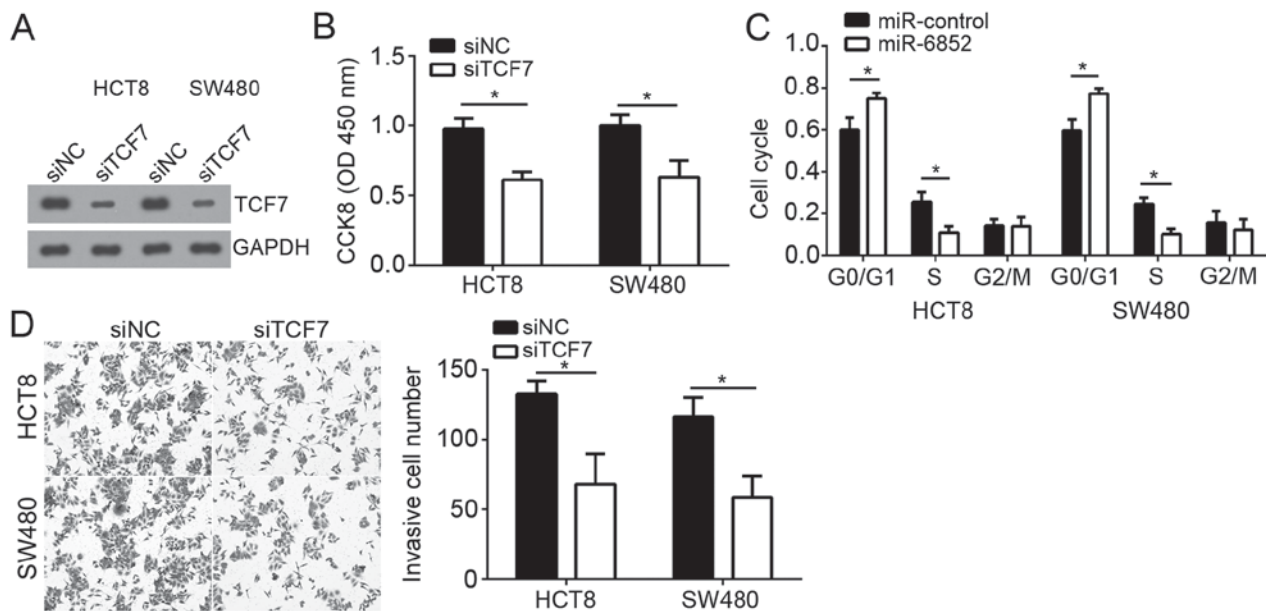 A
HCT8 SW480
siNC siTCF7 siNC siTCF7
TCF7
GAPDH
B
siNC
siTCF7
CCK8 (OD 450 nm)
1.5
1.0
0.5
0.0
* *
HCT8 SW480
C
miR-control
miR-6852
Cell cycle
1.0
0.8
0.6
0.4
0.2
0.0
* * * *
G0/G1 S G2/M G0/G1 S G2/M
HCT8 SW480
D
siNC siTCF7
HCT8
SW480
siNC
siTCF7
Invasive cell number
150
100
50
0
* *
HCT8 SW480